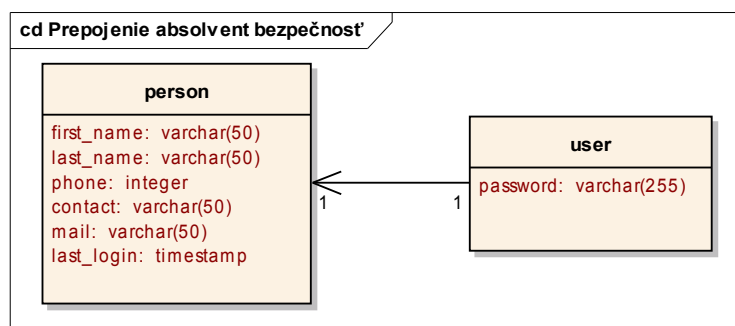 cd Prepojenie absolvent bezpečnosť
person
first_name: varchar(50)
last_name: varchar(50)
phone: integer
contact: varchar(50)
mail: varchar(50)
last_login: timestamp
user
password: varchar(255)
1
1